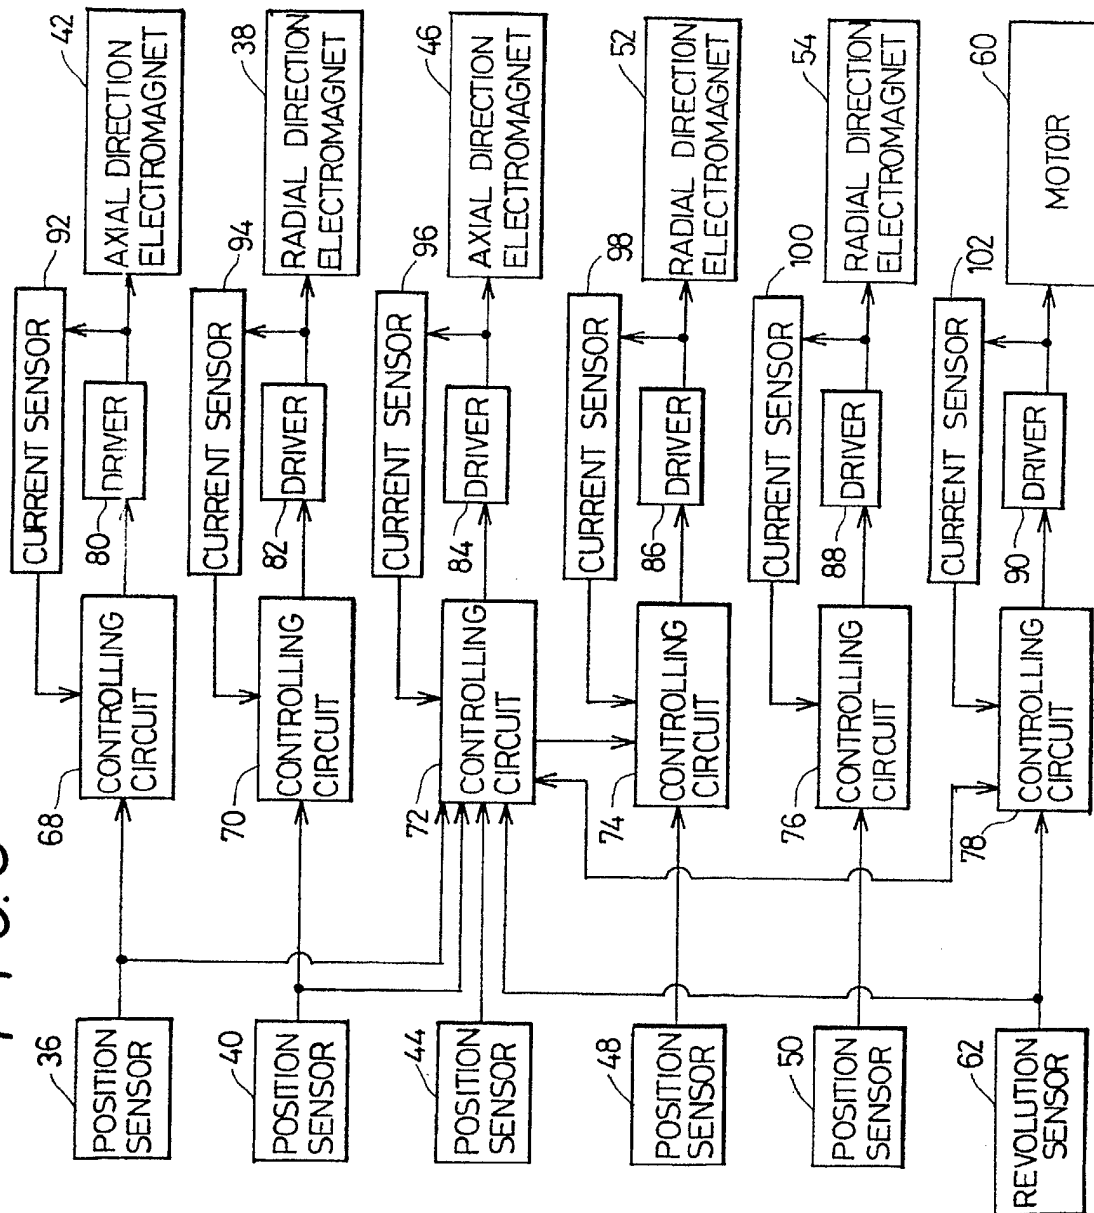 42
AXIAL DIRECTION
ELECTROMAGNET
92
CURRENT SENSOR
80
DRIVER
68
CONTROLLING
CIRCUIT
36
POSITION
SENSOR
38
RADIAL DIRECTION
ELECTROMAGNET
94
CURRENT SENSOR
82
DRIVER
70
CONTROLLING
CIRCUIT
40
POSITION
SENSOR
46
AXIAL DIRECTION
ELECTROMAGNET
96
CURRENT SENSOR
84
DRIVER
72
CONTROLLING
CIRCUIT
44
POSITION
SENSOR
52
RADIAL DIRECTION
ELECTROMAGNET
98
CURRENT SENSOR
86
DRIVER
74
CONTROLLING
CIRCUIT
48
POSITION
SENSOR
54
RADIAL DIRECTION
ELECTROMAGNET
100
CURRENT SENSOR
88
DRIVER
76
CONTROLLING
CIRCUIT
50
POSITION
SENSOR
60
MOTOR
102
CURRENT SENSOR
90
DRIVER
78
CONTROLLING
CIRCUIT
62
REVOLUTION
SENSOR